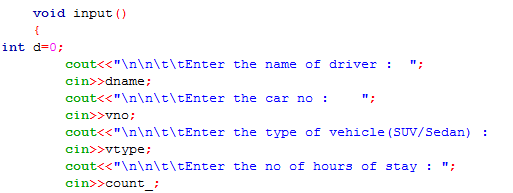 void input()
{
int d=0;
cout<<"\n\n\t\tEnter the name of driver :  ";
cin>>dname;
cout<<"\n\n\t\tEnter the car no :    ";
cin>>vno;
cout<<"\n\n\t\tEnter the type of vehicle(SUV/Sedan) :
cin>>vtype;
cout<<"\n\n\t\tEnter the no of hours of stay : ";
cin>>count_;